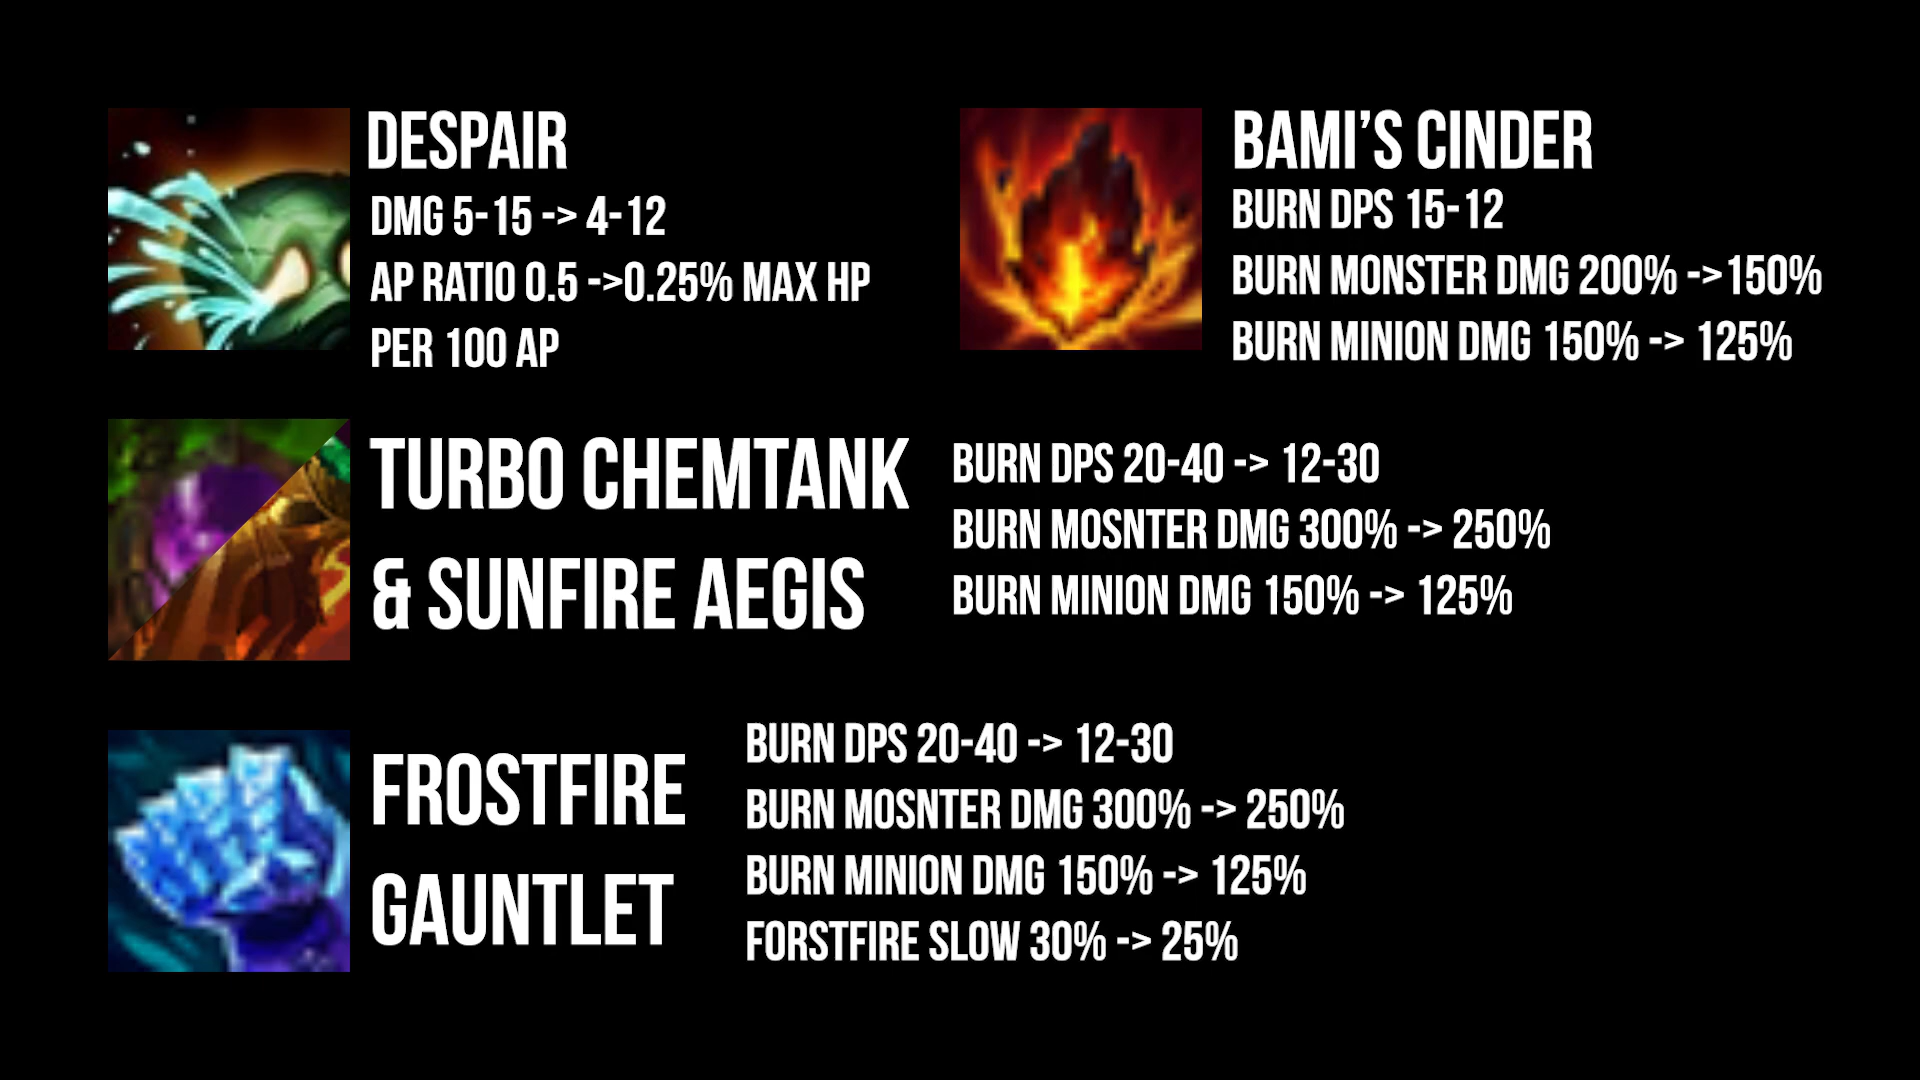 DESPAIR
DMG 5-15 -> 4-12
AP RATIO 0.5 ->0.25% MAX HP
PER 100 AP
BAMI'S CINDER
BURN DPS 15-12
BURN MONSTER DMG 200% ->150%
BURN MINION DMG 150% -> 125%
TURBO CHEMTANK
& SUNFIRE AEGIS
BURN DPS 20-40 -> 12-30
BURN MOSNTER DMG 300% -> 250%
BURN MINION DMG 150% -> 125%
FROSTFIRE
GAUNTLET
BURN DPS 20-40 -> 12-30
BURN MOSNTER DMG 300% -> 250%
BURN MINION DMG 150% -> 125%
FORSTFIRE SLOW 30% -> 25%